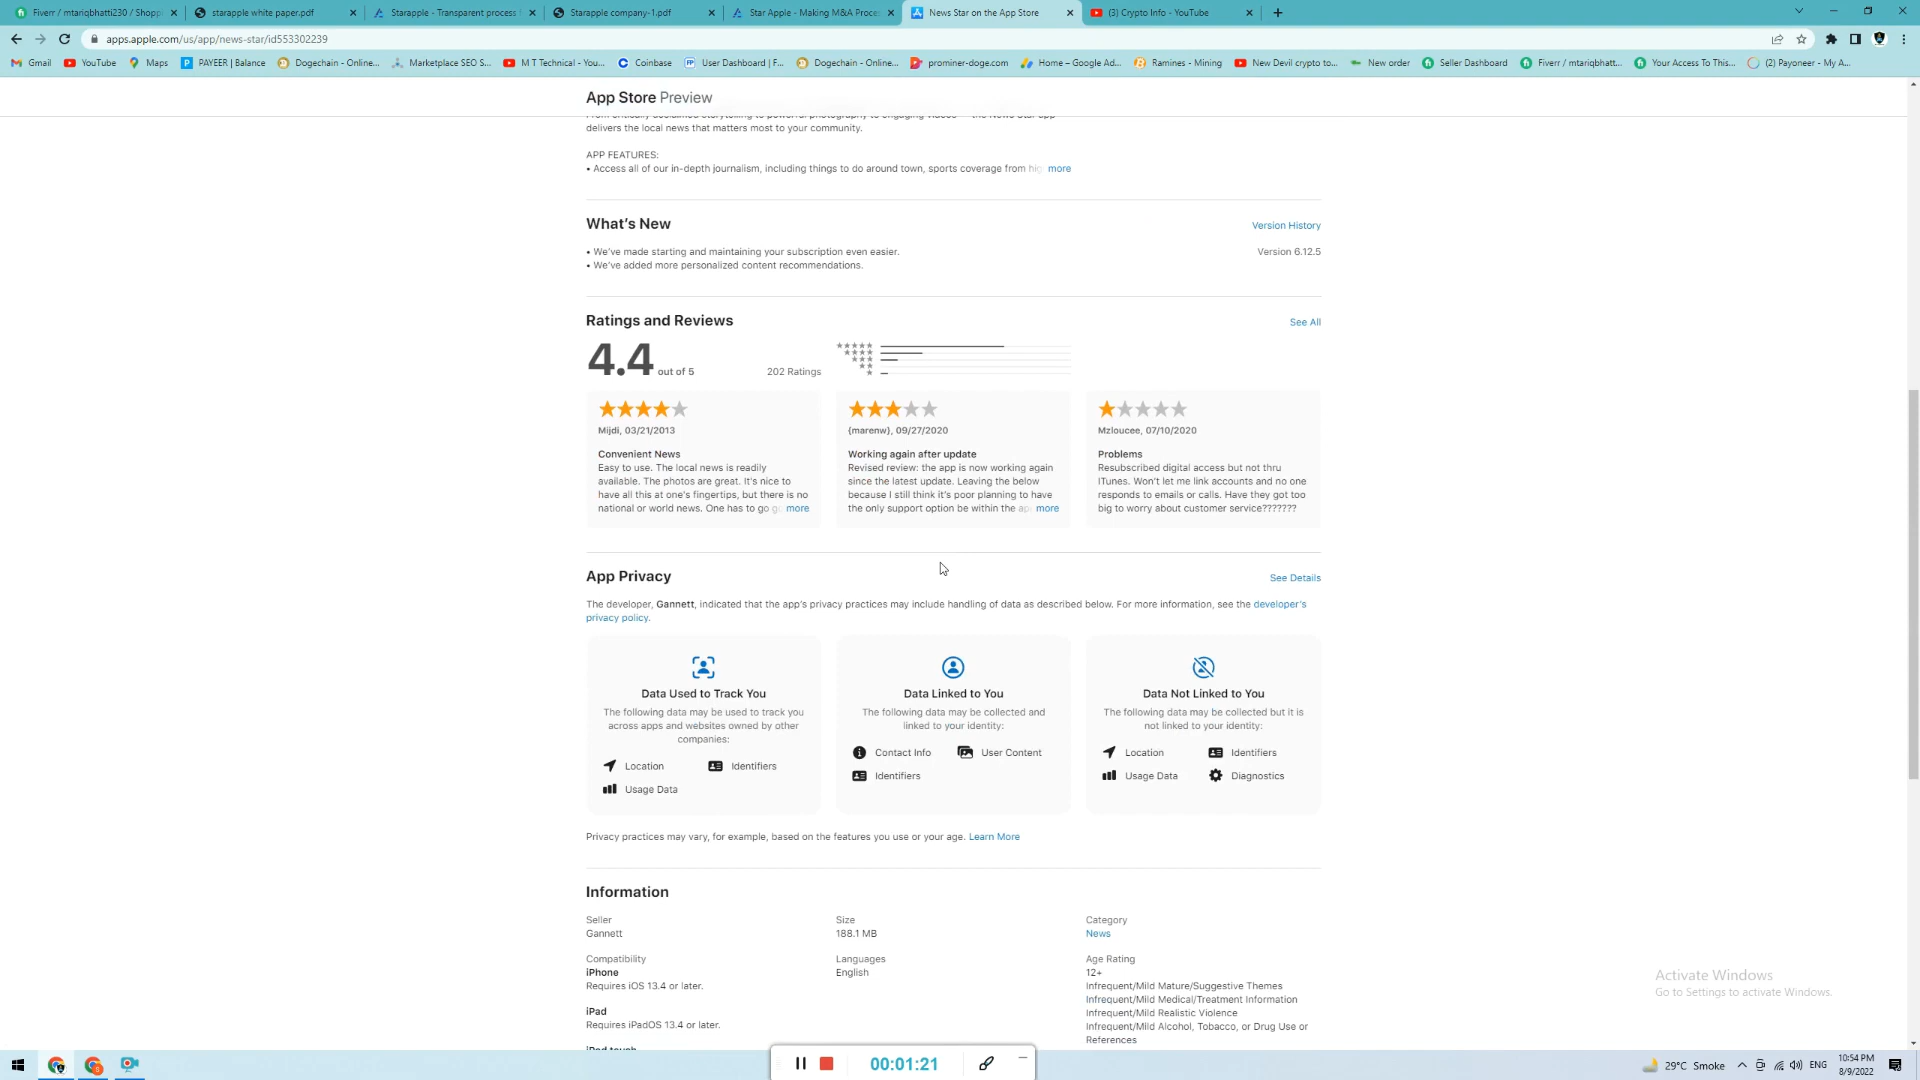 Fiverr / mtariqbhatti230 / Shopp
starapple white paper.pdf
Starapple - Transparent process
Starapple company-1.pdf
Star Apple - Making M&A Proces
News Star on the App Store
(3) Crypto Info - YouTube
apps.apple.com/us/app/news-star/id553302239
Gmail
YouTube
Maps
PAYEER | Balance
Dogechain - Online...
Marketplace SEO S...
M T Technical - You...
Coinbase
User Dashboard | F...
Dogechain - Online...
prominer-doge.com
Home – Google Ad...
Ramines - Mining
New Devil crypto to...
New order
Seller Dashboard
Fiverr / mtariqbhatt...
Your Access To This...
(2) Payoneer - My A...
App Store Preview
delivers the local news that matters most to your community.
APP FEATURES:
• Access all of our in-depth journalism, including things to do around town, sports coverage from more
What's New
Version History
• We've made starting and maintaining your subscription even easier.
Version 6.12.5
• We've added more personalized content recommendations.
Ratings and Reviews
See All
4.4 out of 5
202 Ratings
Mijdi, 03/21/2013
Convenient News
Easy to use. The local news is readily
available. The photos are great. It's nice to
have all this at one's fingertips, but there is no
national or world news. One has to go more
{marenw}, 09/27/2020
Working again after update
Revised review: the app is now working again
since the latest update. Leaving the below
because I still think it's poor planning to have
the only support option be within the more
Mzloucee, 07/10/2020
Problems
Resubscribed digital access but not thru
ITunes. Won't let me link accounts and no one
responds to emails or calls. Have they got too
big to worry about customer service???????
App Privacy
See Details
The developer, Gannett, indicated that the app's privacy practices may include handling of data as described below. For more information, see the developer's
privacy policy.
Data Used to Track You
The following data may be used to track you
across apps and websites owned by other
companies:
Location
Identifiers
Usage Data
Data Linked to You
The following data may be collected and
linked to your identity:
Contact Info
User Content
Identifiers
Data Not Linked to You
The following data may be collected but it is
not linked to your identity:
Location
Identifiers
Usage Data
Diagnostics
Privacy practices may vary, for example, based on the features you use or your age. Learn More
Information
Seller
Gannett
Size
188.1 MB
Category
News
Compatibility
iPhone
Requires iOS 13.4 or later.
iPad
Requires iPadOS 13.4 or later.
Languages
English
Age Rating
12+
Infrequent/Mild Mature/Suggestive Themes
Infrequent/Mild Medical/Treatment Information
Infrequent/Mild Realistic Violence
Infrequent/Mild Alcohol, Tobacco, or Drug Use or
References
Activate Windows
Go to Settings to activate Windows.
00:01:21
29°C Smoke
ENG
10:54 PM
8/9/2022